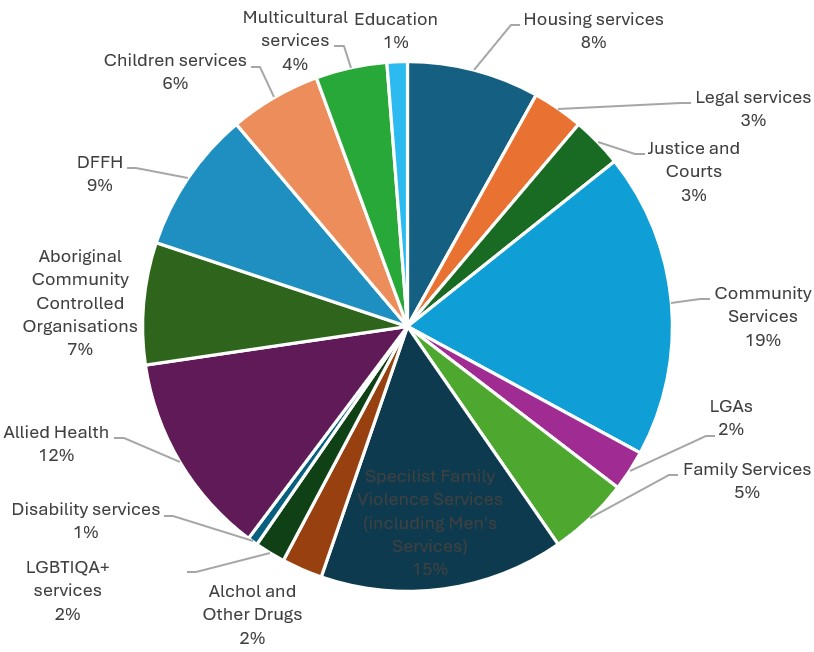 Multicultural
services
4%
Education
1%
Housing services
8%
Legal services
3%
Justice and
Courts
3%
Community
Services
19%
LGAs
2%
Family Services
5%
Specilist Family
Violence Services
(including Men's
Services)
15%
Alchol and
Other Drugs
2%
LGBTIQA+
services
2%
Disability services
1%
Allied Health
12%
Aboriginal
Community
Controlled
Organisations
7%
DFFH
9%
Children services
6%